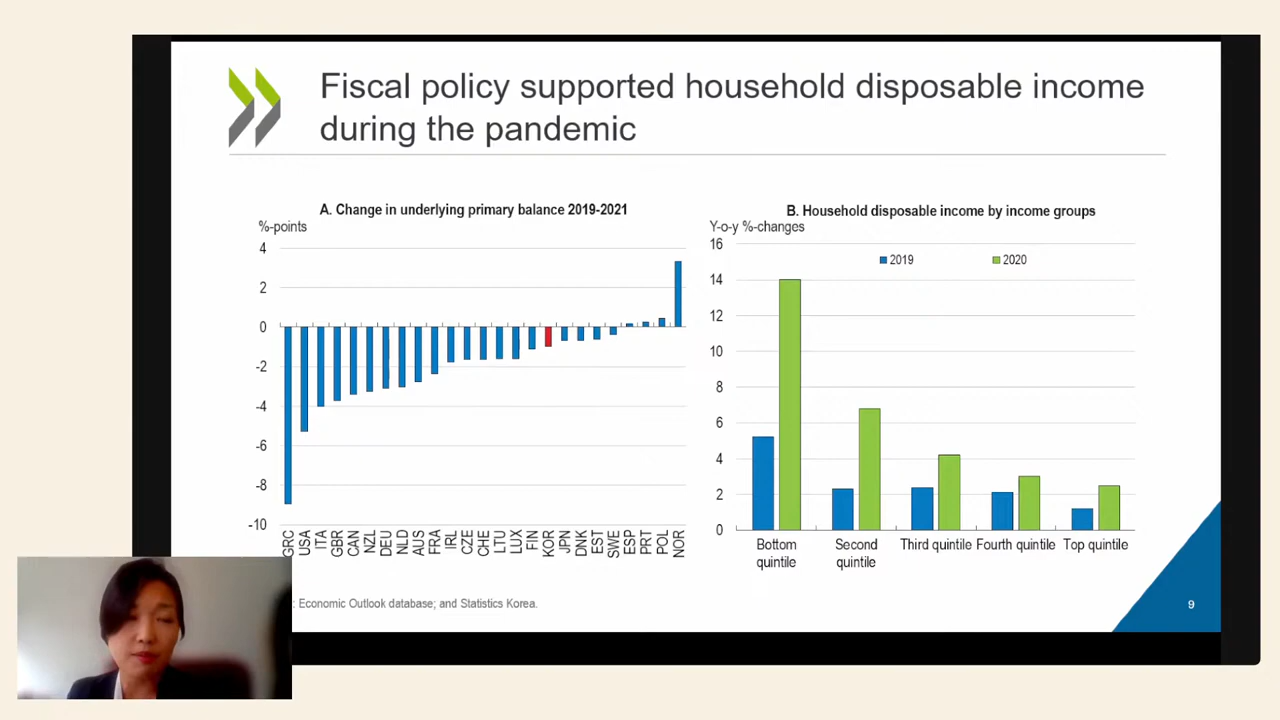 Fiscal policy supported household disposable income
during the pandemic
A. Change in underlying primary balance 2019-2021
%-points
4
2
0
-2
-4
-6
-8
-10
GRC USA ITA GBR CAN NZL DEU NLD AUS FRA IRL CZE CHE LTU LUX FIN KOR JPN DNK EST SWE ESP PRT POL NOR
B. Household disposable income by income groups
Y-o-y %-changes
16
14
12
10
8
6
4
2
0
2019 2020
Bottom quintile
Second quintile
Third quintile
Fourth quintile
Top quintile
: Economic Outlook database; and Statistics Korea.
9